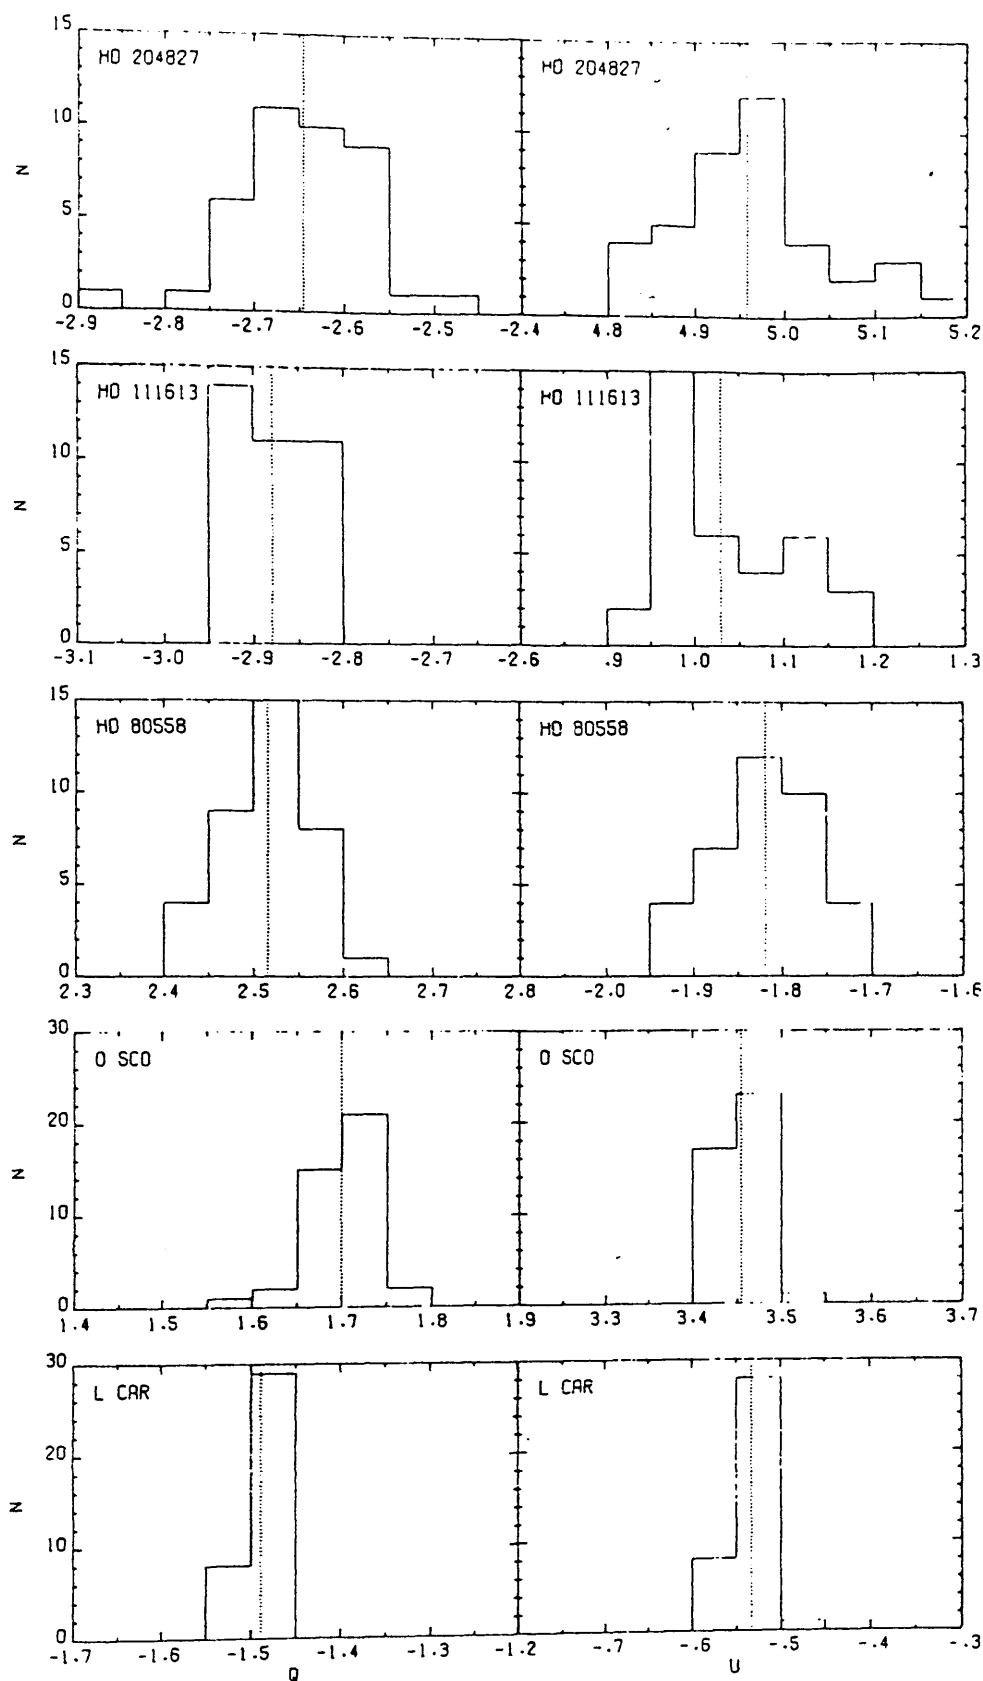 15
HD 204827
HD 204827
10
N
5
0
-2.9 -2.8 -2.7 -2.6 -2.5 -2.4 4.8 4.9 5.0 5.1 5.2
15
HD 111613
HD 111613
10
N
5
0
-3.1 -3.0 -2.9 -2.8 -2.7 -2.6 .9 1.0 1.1 1.2 1.3
15
HD 80558
HD 80558
10
N
5
0
2.3 2.4 2.5 2.6 2.7 2.8 -2.0 -1.9 -1.8 -1.7 -1.6
30
O SCO
O SCO
20
N
10
0
1.4 1.5 1.6 1.7 1.8 1.9 3.3 3.4 3.5 3.6 3.7
30
L CAR
L CAR
20
N
10
0
-1.7 -1.6 -1.5 -1.4 -1.3 -1.2 -.6 -.5 -.4 -.3
Q U